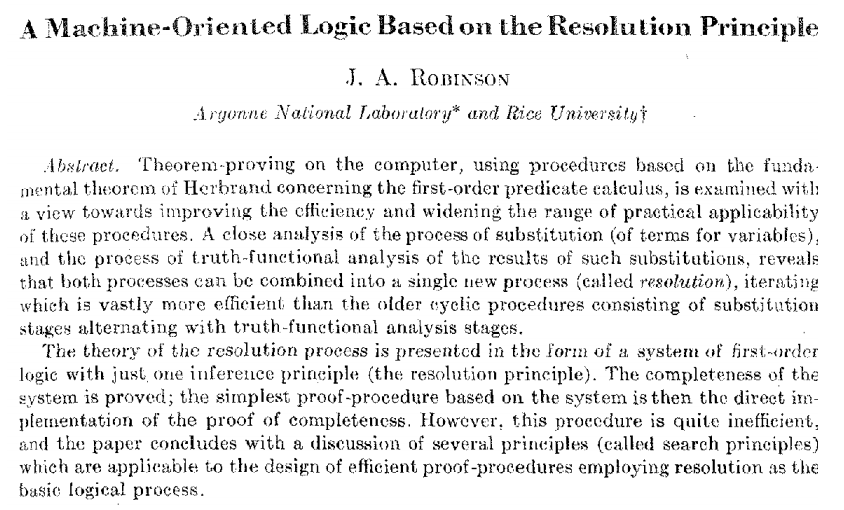 A Machine-Oriented Logic Based on the Resolution Principle
J. A. Robinson
Argonne National Laboratory* and Rice University†
Abstract. Theorem-proving on the computer, using procedures based on the funda-
mental theorem of Herbrand concerning the first-order predicate calculus, is examined with
a view towards improving the efficiency and widening the range of practical applicability
of these procedures. A close analysis of the process of substitution (of terms for variables),
and the process of truth-functional analysis of the results of such substitutions, reveals
that both processes can be combined into a single new process (called resolution), iterating
which is vastly more efficient than the older cyclic procedures consisting of substitution
stages alternating with truth-functional analysis stages.
The theory of the resolution process is presented in the form of a system of first-order
logic with just one inference principle (the resolution principle). The completeness of the
system is proved; the simplest proof-procedure based on the system is then the direct im-
plementation of the proof of completeness. However, this procedure is quite inefficient,
and the paper concludes with a discussion of several principles (called search principles)
which are applicable to the design of efficient proof-procedures employing resolution as the
basic logical process.